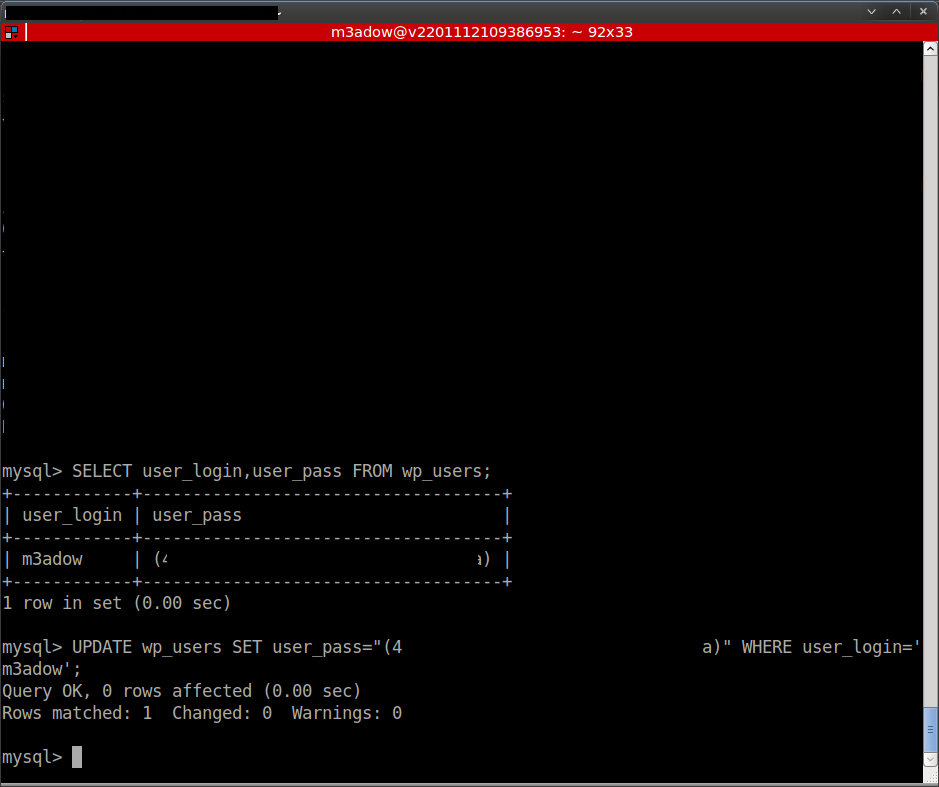 m3adow@v2201112109386953: ~ 92x33
mysql> SELECT user_login,user_pass FROM wp_users;
+------------+------------------------------------+
| user_login | user_pass                          |
+------------+------------------------------------+
| m3adow     | (4                               a) |
+------------+------------------------------------+
1 row in set (0.00 sec)
mysql> UPDATE wp_users SET user_pass="(4                              a)" WHERE user_login='
m3adow';
Query OK, 0 rows affected (0.00 sec)
Rows matched: 1  Changed: 0  Warnings: 0
mysql>